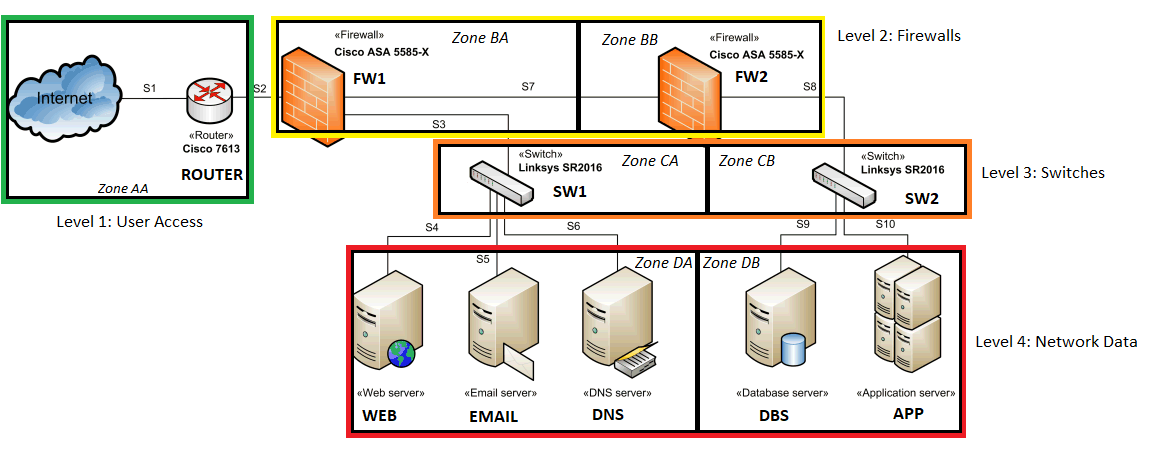 Internet
S1
«Router»
Cisco 7613
ROUTER
Zone AA
Level 1: User Access
S2
«Firewall»
Cisco ASA 5585-X
FW1
Zone BA
S7
S3
Zone BB
«Firewall»
Cisco ASA 5585-X
FW2
S8
Level 2: Firewalls
«Switch»
Linksys SR2016
SW1
Zone CA
Zone CB
«Switch»
Linksys SR2016
SW2
Level 3: Switches
S4
S5
S6
S9
S10
Zone DA
Zone DB
«Web server»
WEB
«Email server»
EMAIL
«DNS server»
DNS
«Database server»
DBS
«Application server»
APP
Level 4: Network Data